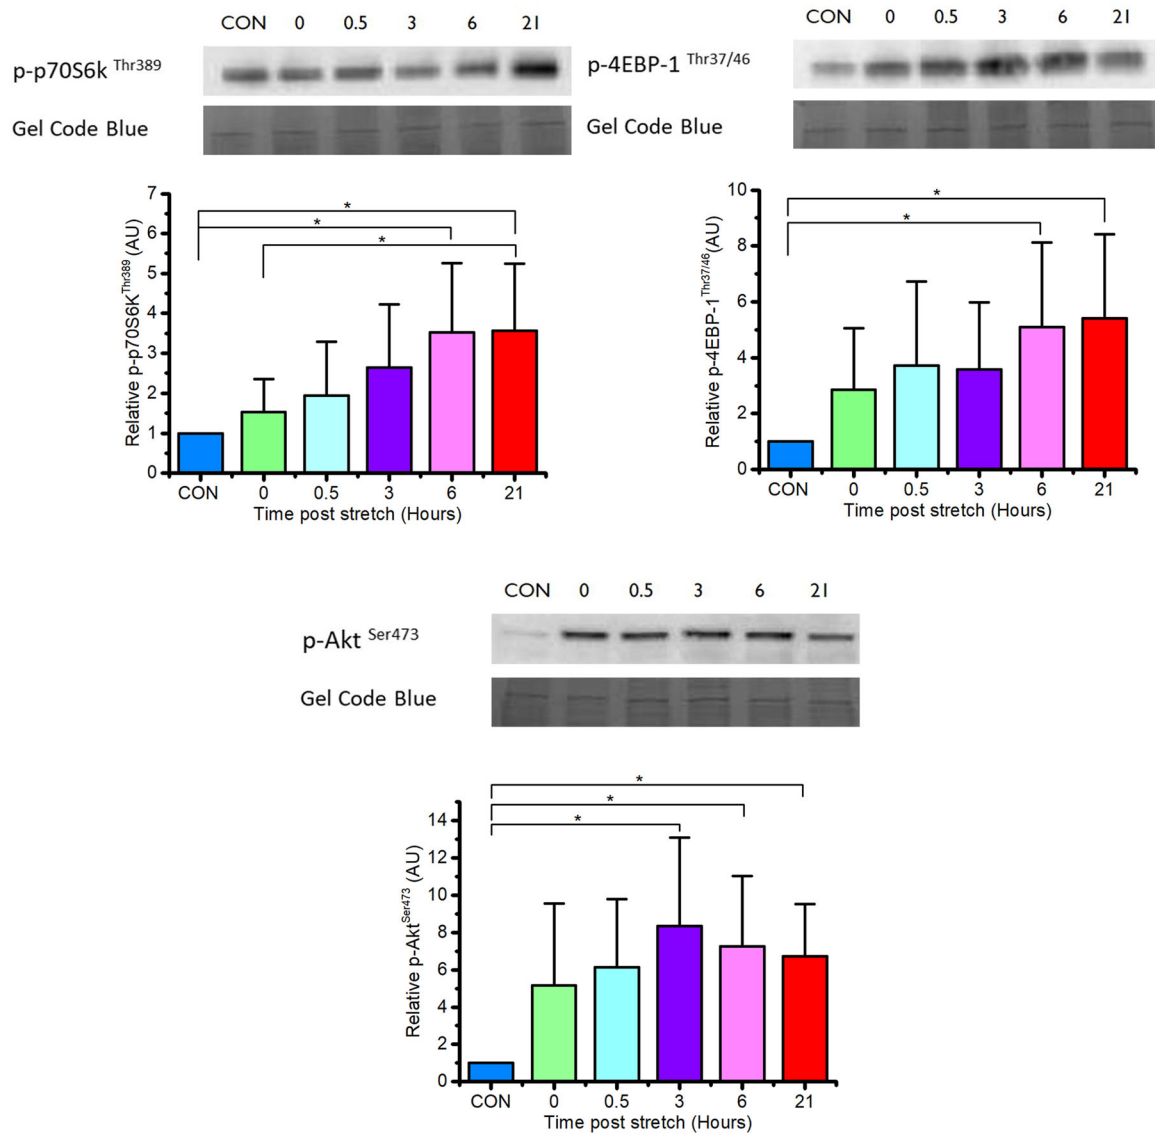 CON 0 0.5 3 6 21
p-p70S6k Thr389
Gel Code Blue
CON 0 0.5 3 6 21
p-4EBP-1 Thr37/46
Gel Code Blue
Relative p-p70S6K Thr389 (AU)
7
6
5
4
3
2
1
0
* * *
CON 0 0.5 3 6 21
Time post stretch (Hours)
Relative p-4EBP-1 Thr37/46 (AU)
10
8
6
4
2
0
* *
CON 0 0.5 3 6 21
Time post stretch (Hours)
CON 0 0.5 3 6 21
p-Akt Ser473
Gel Code Blue
Relative p-Akt Ser473 (AU)
14
12
10
8
6
4
2
0
* * *
CON 0 0.5 3 6 21
Time post stretch (Hours)